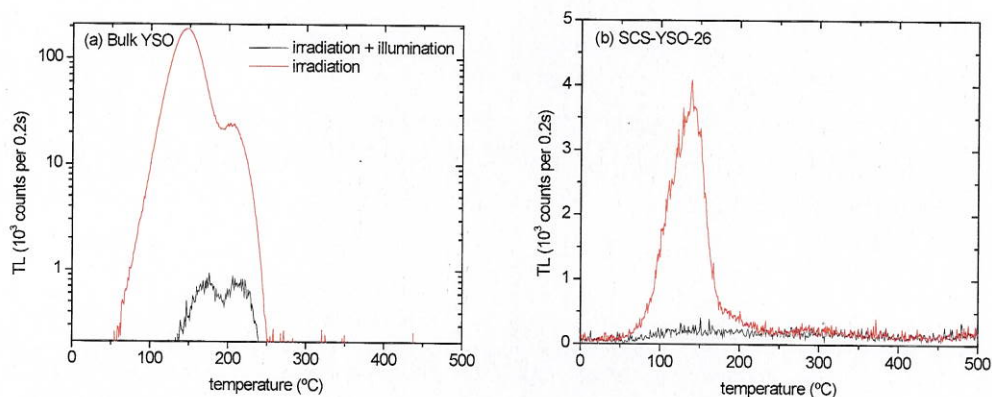 (a) Bulk YSO
irradiation + illumination
irradiation
100
10
1
TL (10³ counts per 0.2s)
0 100 200 300 400 500
temperature (ºC)
(b) SCS-YSO-26
5
4
3
2
1
0
TL (10³ counts per 0.2s)
0 100 200 300 400 500
temperature (ºC)